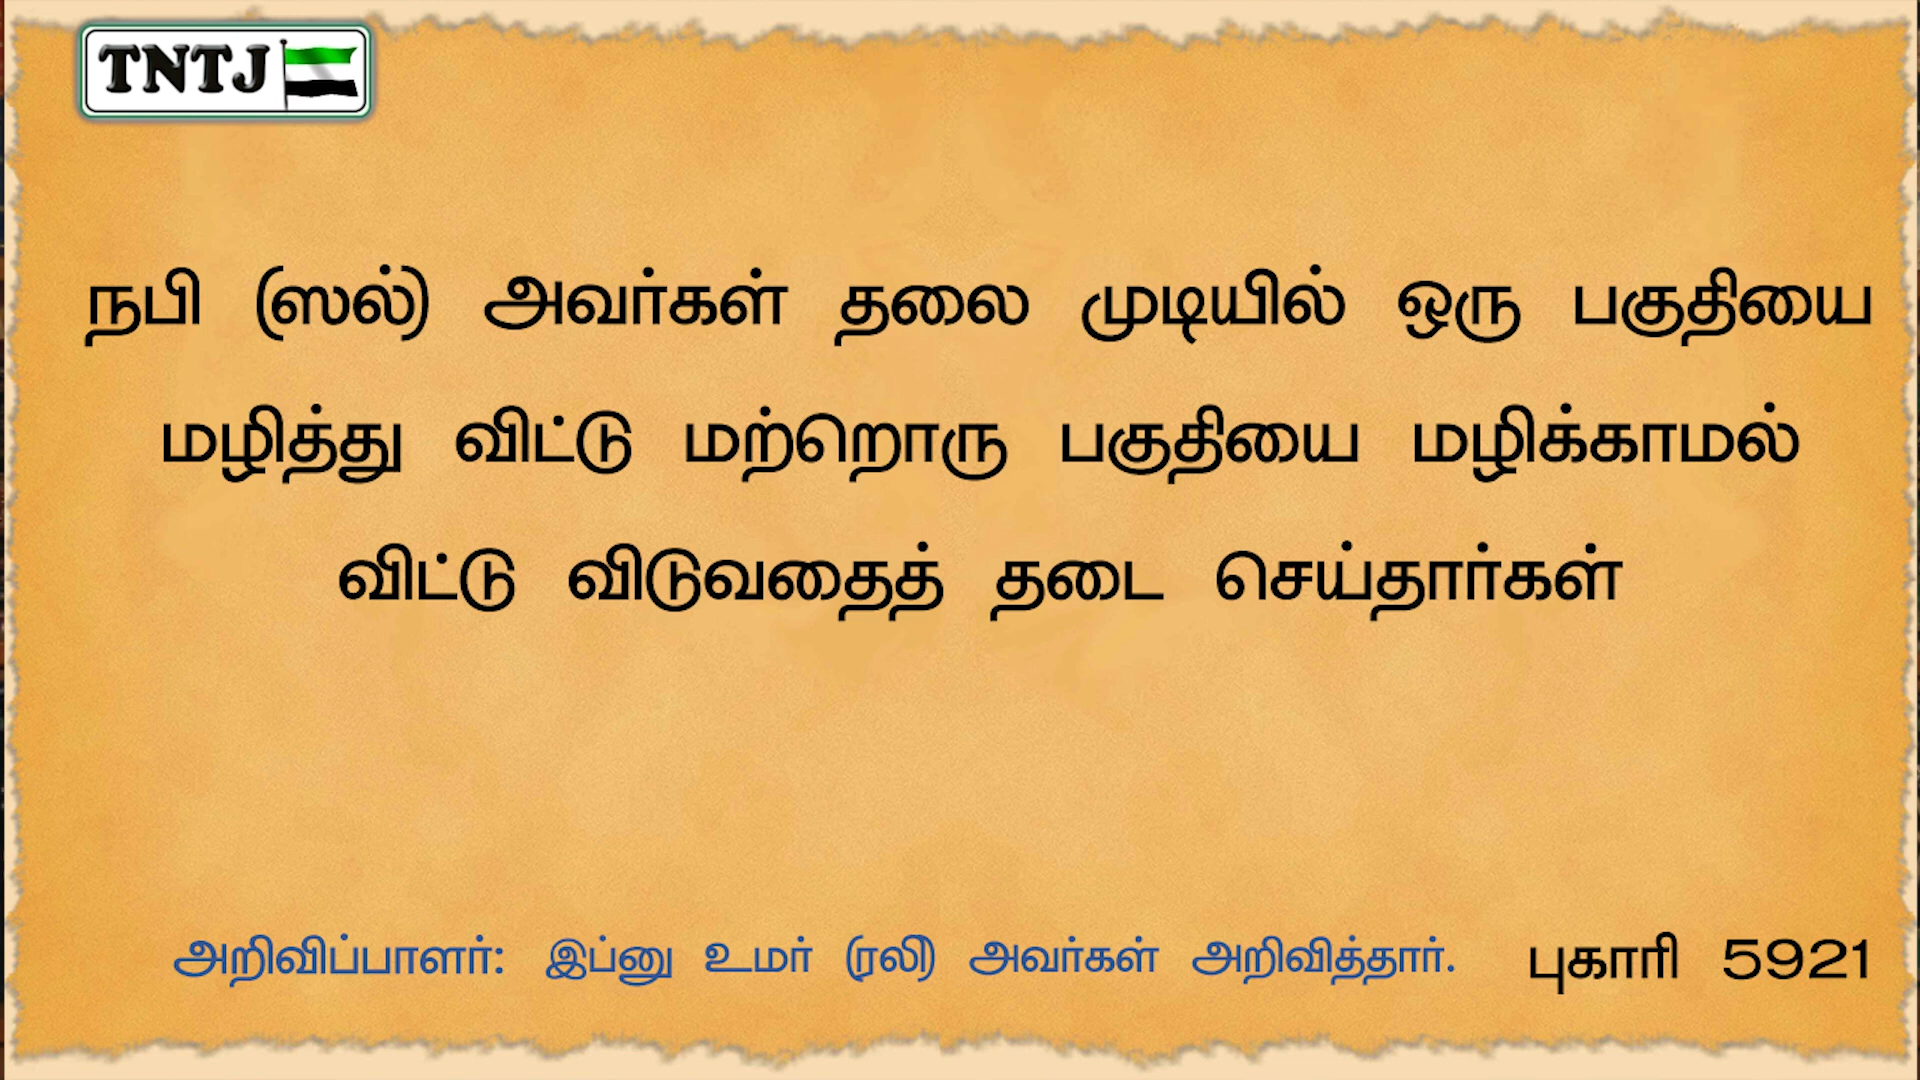 TNTJ
நபி (ஸல்) அவர்கள் தலை முடியில் ஒரு பகுதியை
மழித்து விட்டு மற்றொரு பகுதியை மழிக்காமல்
விட்டு விடுவதைத் தடை செய்தார்கள்
அறிவிப்பாளர்: இப்னு உமர் (ரலி) அவர்கள் அறிவித்தார். புகாரி 5921